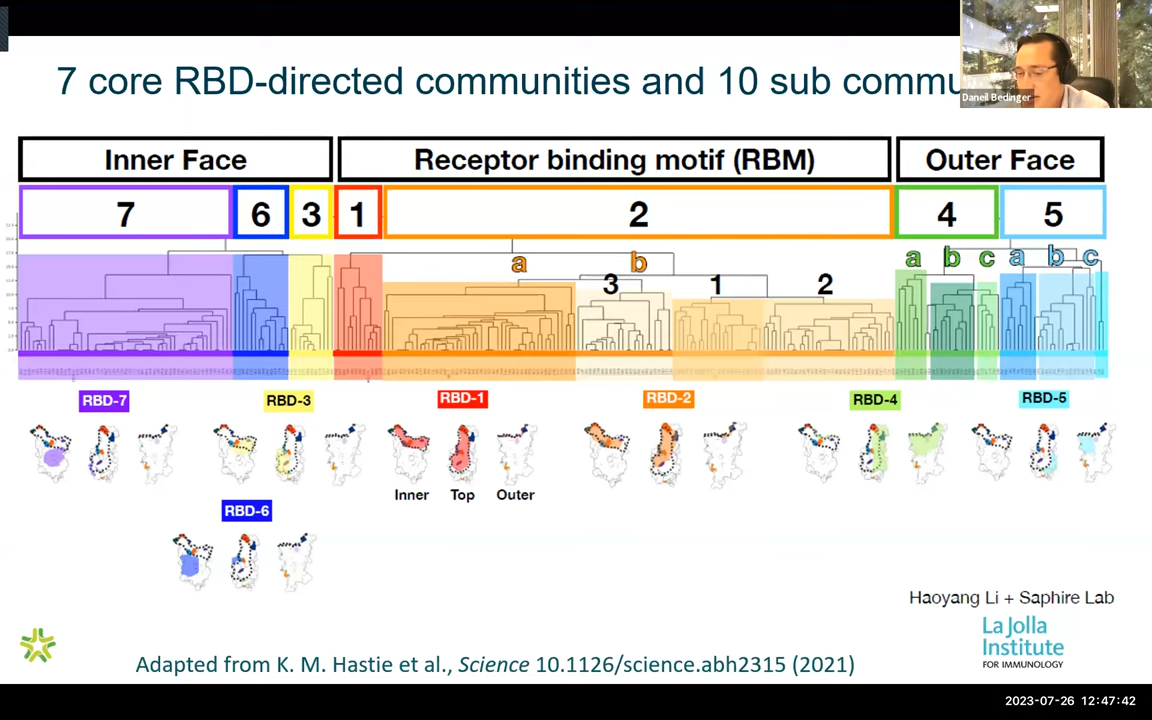 7 core RBD-directed communities and 10 sub commu
Daneil Bedinger
Inner Face
Receptor binding motif (RBM)
Outer Face
7
6
3
1
2
4
5
a
b
a
b
c
a
b
c
3
1
2
RBD-7
RBD-3
RBD-1
RBD-2
RBD-4
RBD-5
Inner
Top
Outer
RBD-6
Haoyang Li + Saphire Lab
La Jolla
Institute
FOR IMMUNOLOGY
Adapted from K. M. Hastie et al., Science 10.1126/science.abh2315 (2021)
2023-07-26 12:47:42